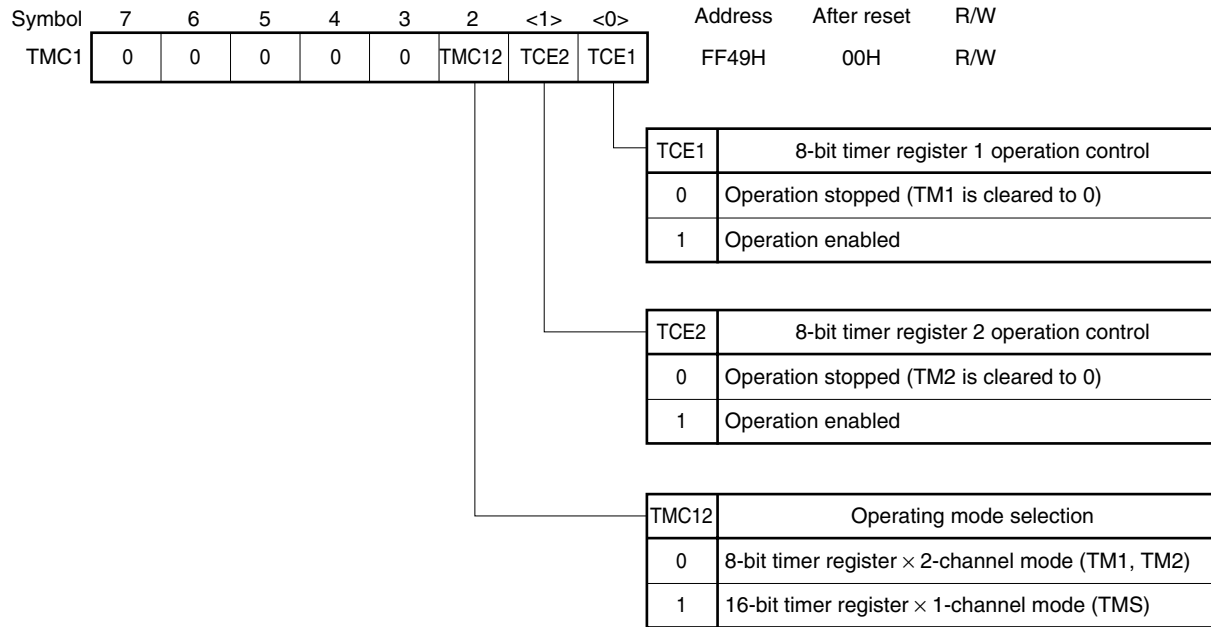 Symbol 7 6 5 4 3 2 <1> <0> Address After reset R/W
TMC1 0 0 0 0 0 TMC12 TCE2 TCE1 FF49H 00H R/W
TCE1 8-bit timer register 1 operation control
0 Operation stopped (TM1 is cleared to 0)
1 Operation enabled
TCE2 8-bit timer register 2 operation control
0 Operation stopped (TM2 is cleared to 0)
1 Operation enabled
TMC12 Operating mode selection
0 8-bit timer register × 2-channel mode (TM1, TM2)
1 16-bit timer register × 1-channel mode (TMS)